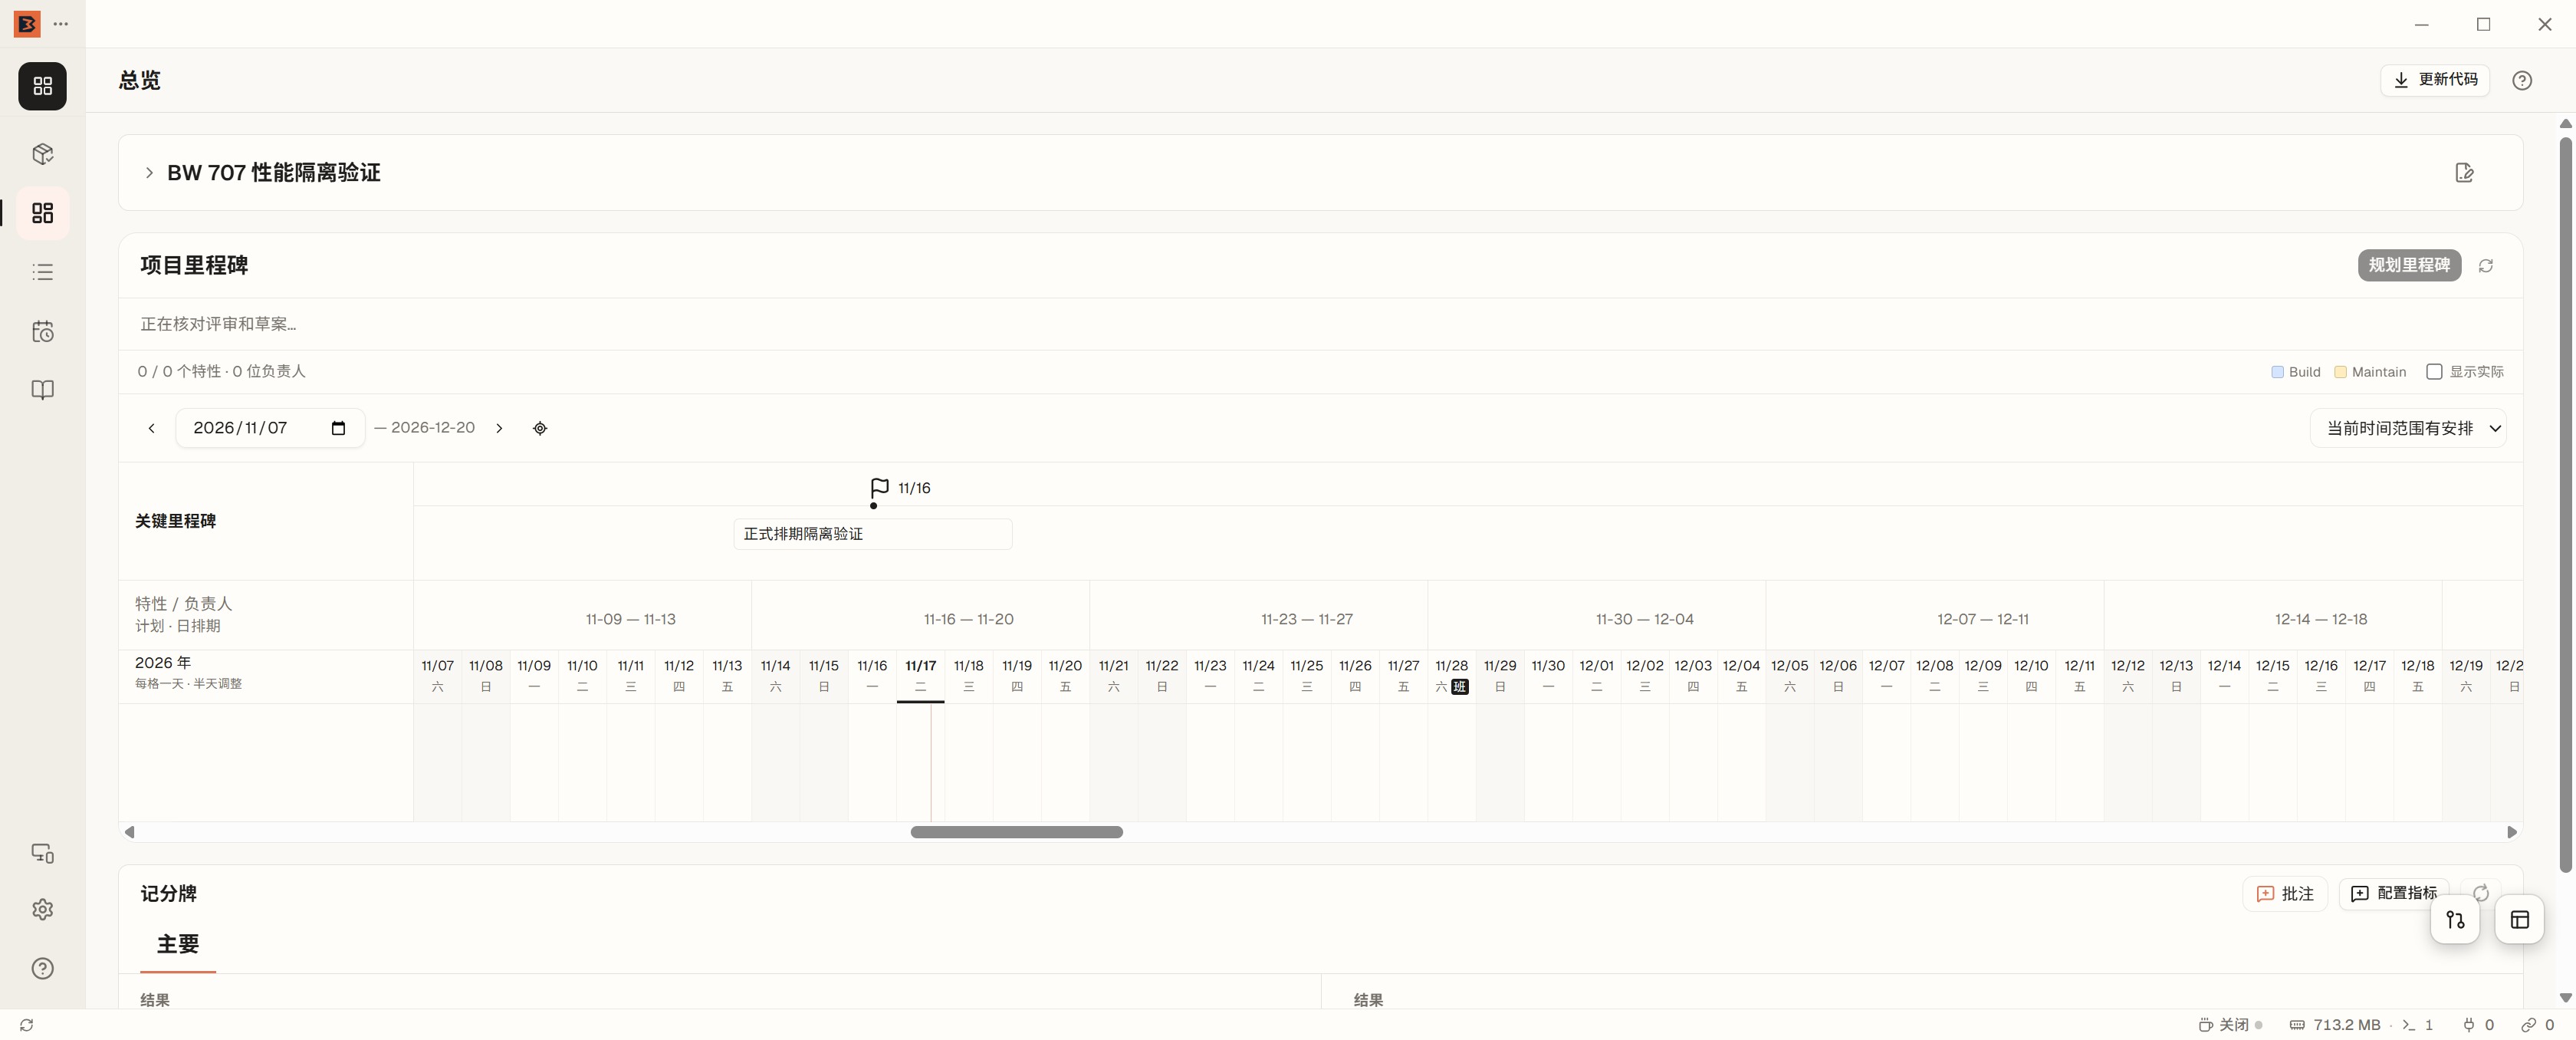 总览
更新代码
BW 707 性能隔离验证
项目里程碑
规划里程碑
正在核对评审和草案...
0 / 0 个特性 · 0 位负责人
Build
Maintain
显示实际
2026/11/07
— 2026-12-20
当前时间范围有安排
11/16
关键里程碑
正式排期隔离验证
特性 / 负责人
计划 · 日排期
11-09 — 11-13
11-16 — 11-20
11-23 — 11-27
11-30 — 12-04
12-07 — 12-11
12-14 — 12-18
2026 年
每格一天 · 半天调整
11/07 11/08 11/09 11/10 11/11 11/12 11/13 11/14 11/15 11/16 11/17 11/18 11/19 11/20 11/21 11/22 11/23 11/24 11/25 11/26 11/27 11/28 11/29 11/30 12/01 12/02 12/03 12/04 12/05 12/06 12/07 12/08 12/09 12/10 12/11 12/12 12/13 12/14 12/15 12/16 12/17 12/18 12/19 12/2
六 日 一 二 三 四 五 六 日 一 二 三 四 五 六 日 一 二 三 四 五 六 班 日 一 二 三 四 五 六 日 一 二 三 四 五 六 日 一 二 三 四 五 六 日
记分牌
批注
配置指标
主要
结果
结果
关闭
713.2 MB · 1
0
0